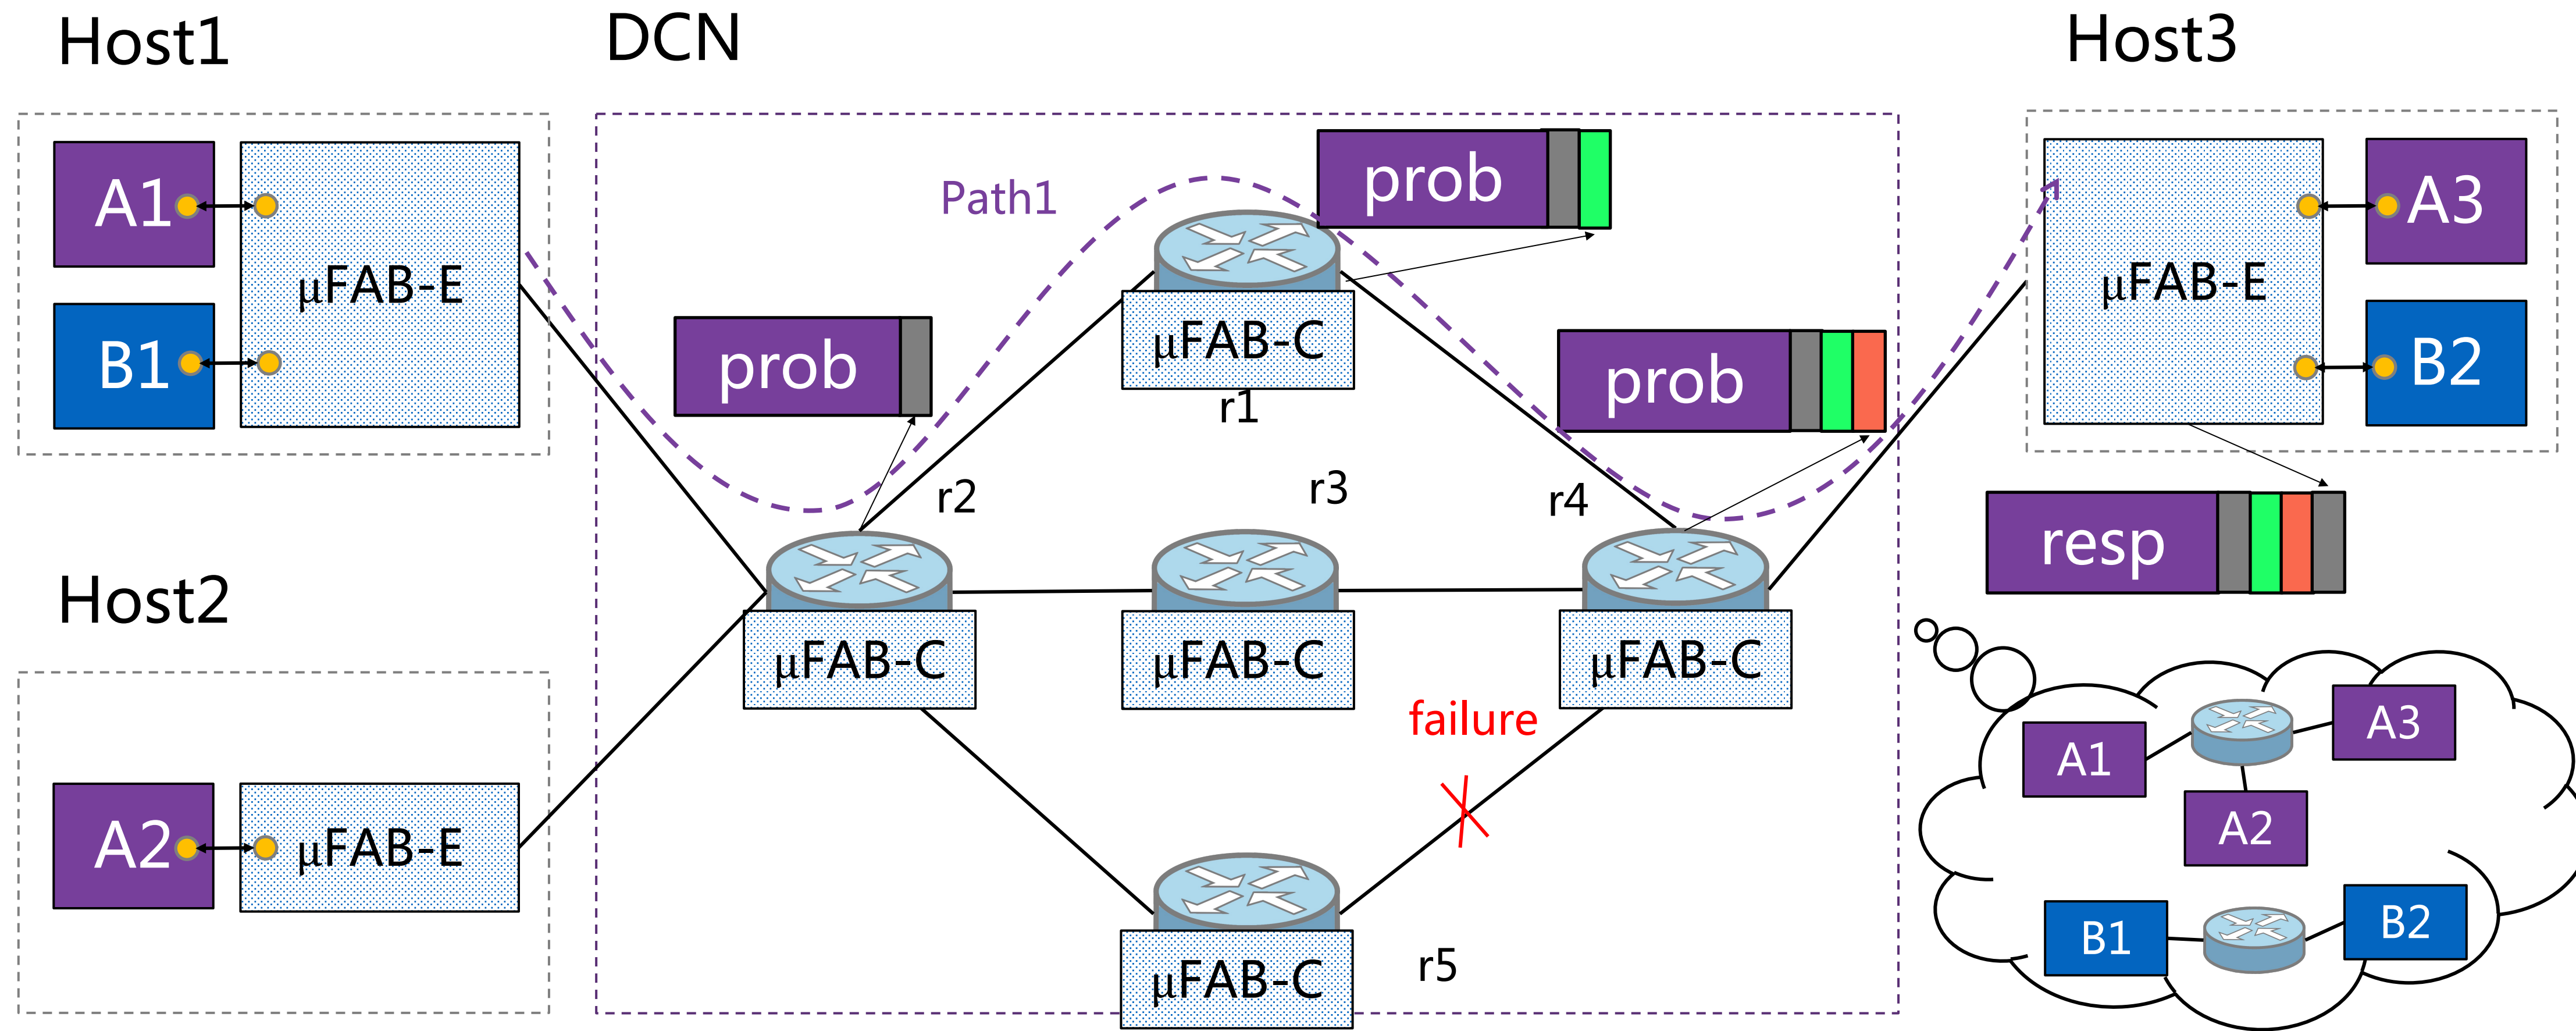 Host1
DCN
Host3
A1
μFAB-E
B1
Path1
prob
prob
μFAB-C
r1
prob
μFAB-E
A3
B2
r2
r3
r4
resp
Host2
μFAB-C
μFAB-C
μFAB-C
failure
A2
μFAB-E
μFAB-C
r5
A1
A3
A2
B1
B2